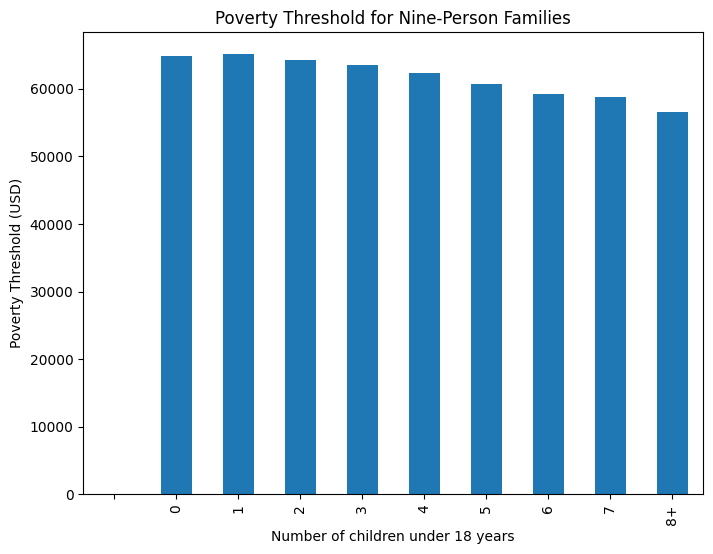 Poverty Threshold for Nine-Person Families
Poverty Threshold (USD)
60000
50000
40000
30000
20000
10000
0
0 1 2 3 4 5 6 7 8+
Number of children under 18 years